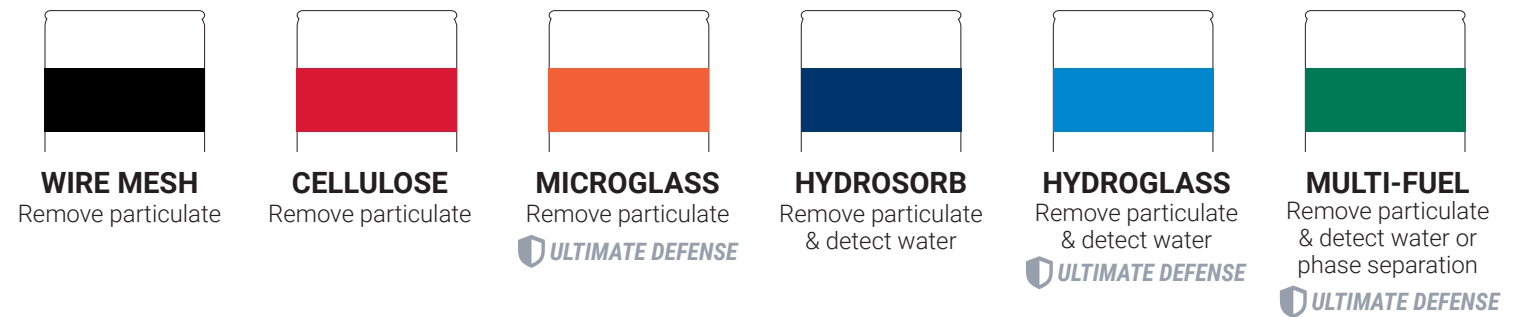 WIRE MESH
Remove particulate
CELLULOSE
Remove particulate
MICROGLASS
Remove particulate
ULTIMATE DEFENSE
HYDROSORB
Remove particulate
& detect water
HYDROGLASS
Remove particulate
& detect water
ULTIMATE DEFENSE
MULTI-FUEL
Remove particulate
& detect water or
phase separation
ULTIMATE DEFENSE